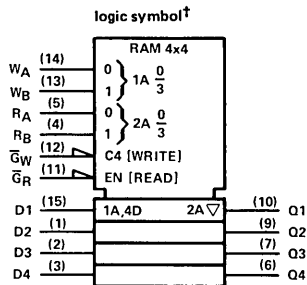 logic symbol†
RAM 4x4
WA (14) 0
1A 0/3
WB (13) 1
RA (5) 0
2A 0/3
RB (4) 1
G̅W (12) C4 [WRITE]
G̅R (11) EN [READ]
D1 (15) 1A,4D 2A ▽ (10) Q1
D2 (1) (9) Q2
D3 (2) (7) Q3
D4 (3) (6) Q4